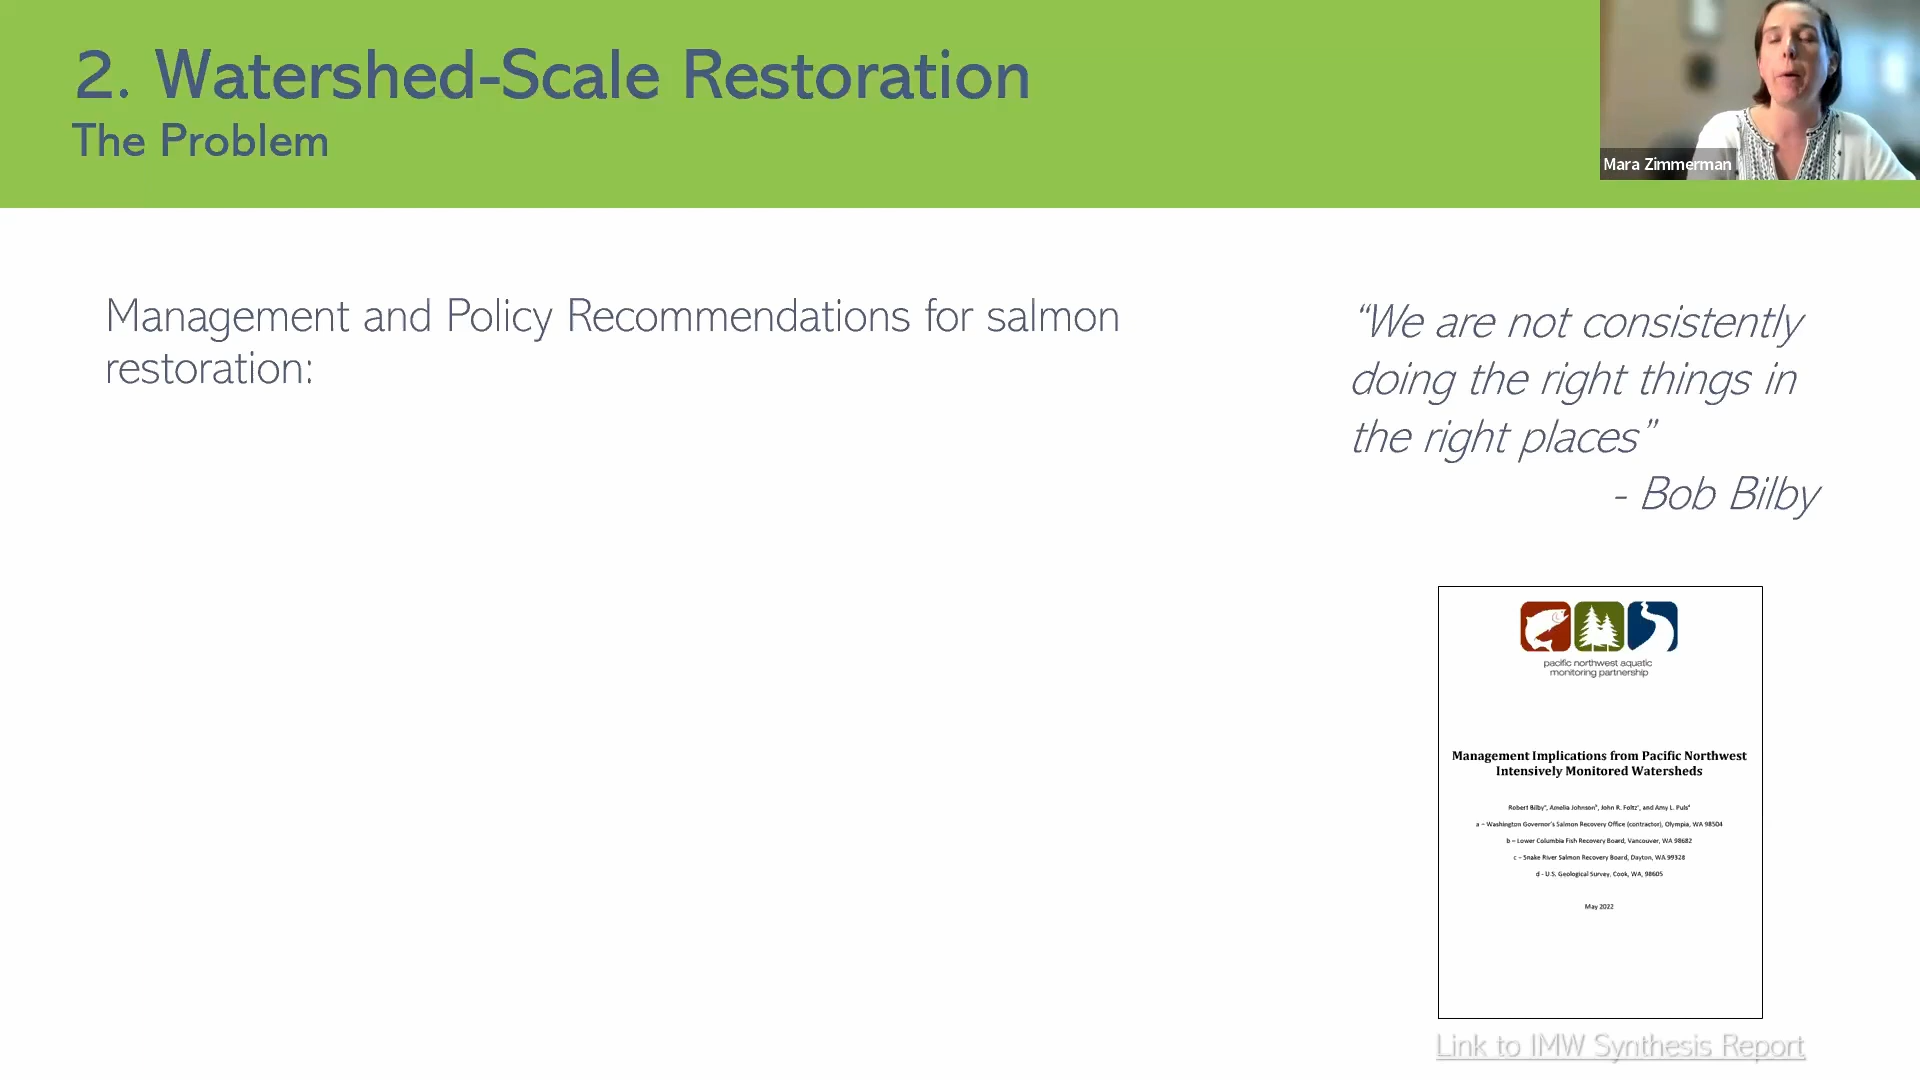 2. Watershed-Scale Restoration
The Problem
Mara Zimmerman
Management and Policy Recommendations for salmon
restoration:
“We are not consistently
doing the right things in
the right places”
- Bob Bilby
pacific northwest aquatic
monitoring partnership
Management Implications from Pacific Northwest
Intensively Monitored Watersheds
Robert Bilbyᵃ, Amelia Johnsonᵇ, John R. Foltzᶜ, and Amy L. Pulsᵈ
a – Washington Governor's Salmon Recovery Office (contractor), Olympia, WA 98504
b – Lower Columbia Fish Recovery Board, Vancouver, WA 98682
c – Snake River Salmon Recovery Board, Dayton, WA 99328
d - U.S. Geological Survey, Cook, WA, 98605
May 2022
Link to IMW Synthesis Report